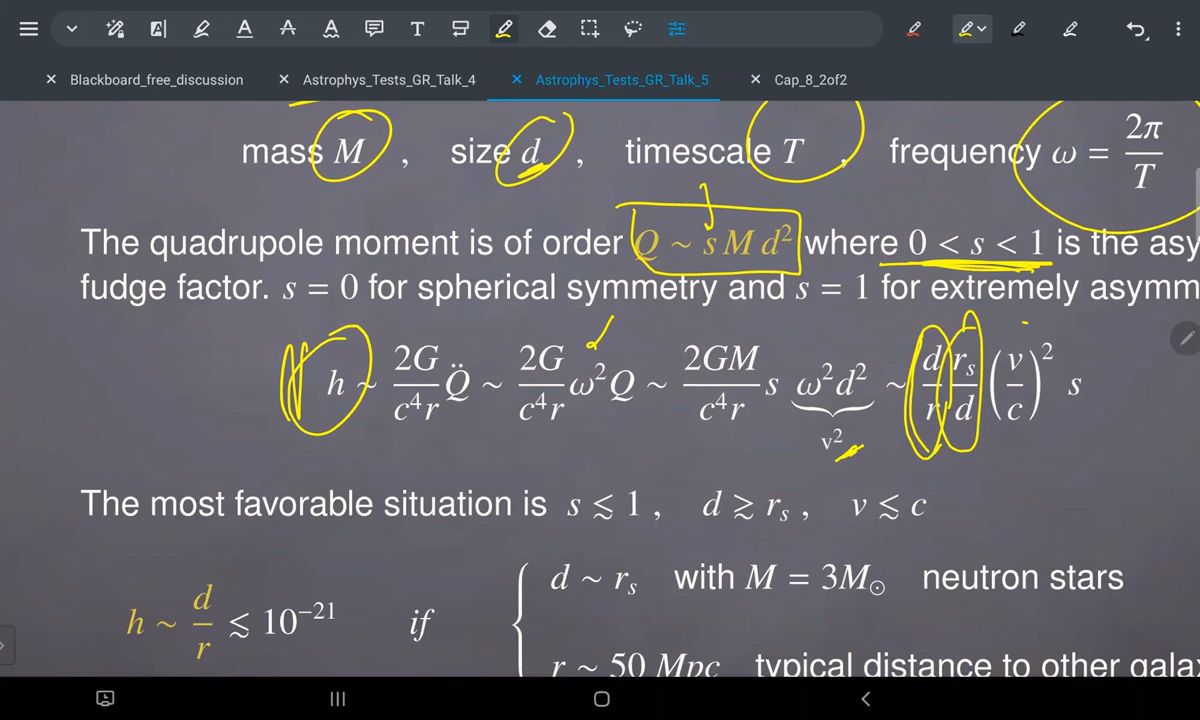 Blackboard_free_discussion Astrophys_Tests_GR_Talk_4 Astrophys_Tests_GR_Talk_5 Cap_8_2of2
mass M , size d , timescale T , frequency ω = 2π / T
The quadrupole moment is of order Q ~ s M d² where 0 < s < 1 is the asy
fudge factor. s = 0 for spherical symmetry and s = 1 for extremely asymm
h ~ 2G / c⁴r Q̈ ~ 2G / c⁴r ω²Q ~ 2GM / c⁴r s ω²d² ~ d / r r_s / d (v / c)² s
v²
The most favorable situation is s ≲ 1 , d ≳ r_s , v ≲ c
d ~ r_s with M = 3M⊙ neutron stars
h ~ d / r ≲ 10⁻²¹ if {
r ~ 50 Mpc typical distance to other gala